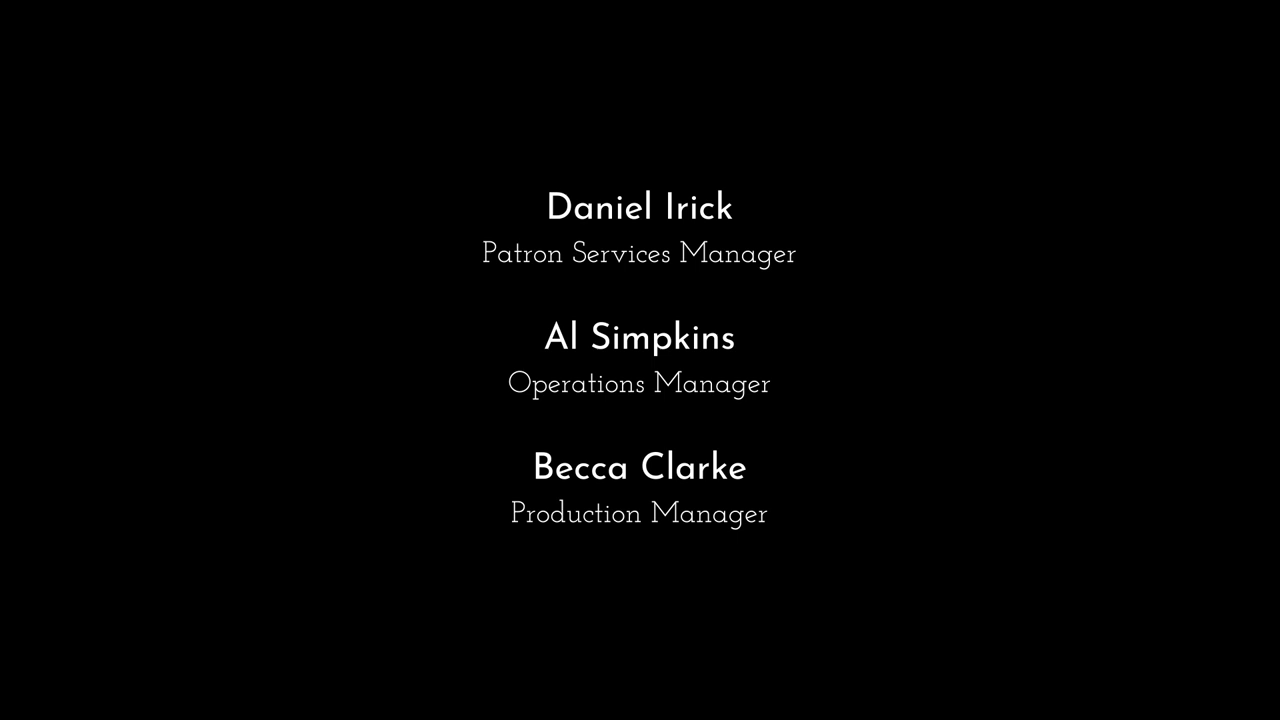 Daniel Irick
Patron Services Manager
Al Simpkins
Operations Manager
Becca Clarke
Production Manager